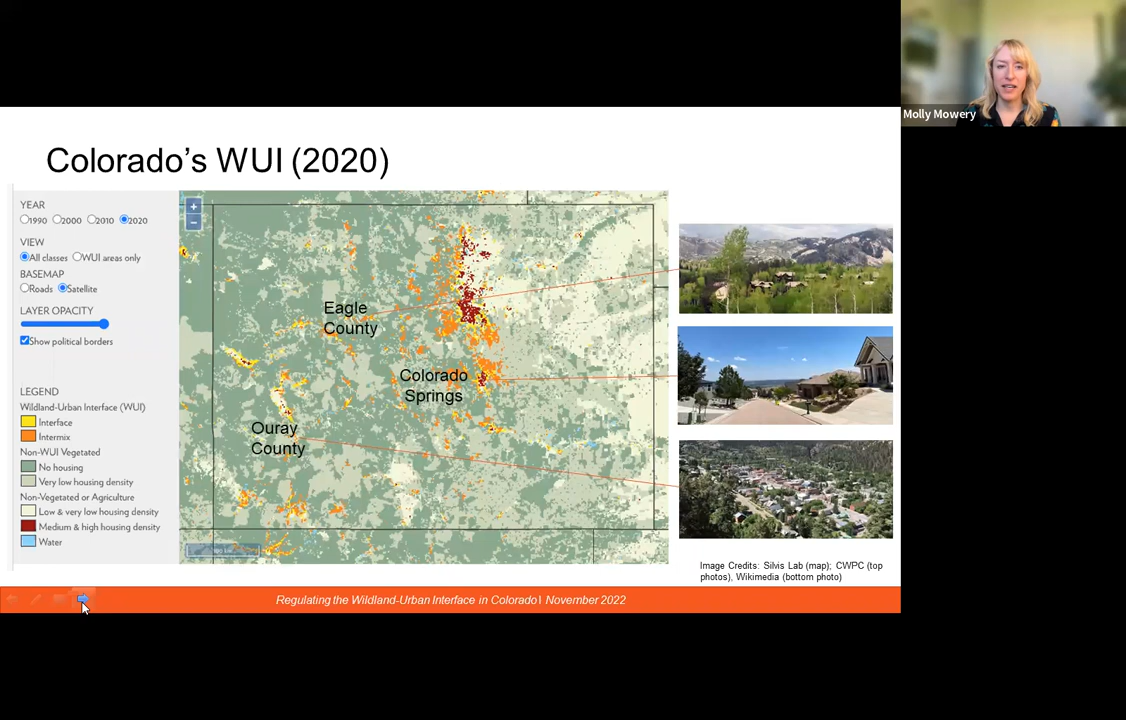 Molly Mowery
Colorado's WUI (2020)
YEAR
1990 2000 2010 2020
VIEW
All classes WUI areas only
BASEMAP
Roads Satellite
LAYER OPACITY
Show political borders
LEGEND
Wildland-Urban Interface (WUI)
Interface
Intermix
Non-WUI Vegetated
No housing
Very low housing density
Non-Vegetated or Agriculture
Low & very low housing density
Medium & high housing density
Water
+
−
Eagle
County
Colorado
Springs
Ouray
County
Image Credits: Silvis Lab (map); CWPC (top
photos), Wikimedia (bottom photo)
Regulating the Wildland-Urban Interface in Colorado\ November 2022